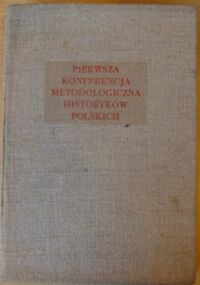 PIERWSZA
KONFERENCJA
METODOLOGICZNA
HISTORYKÓW
POLSKICH